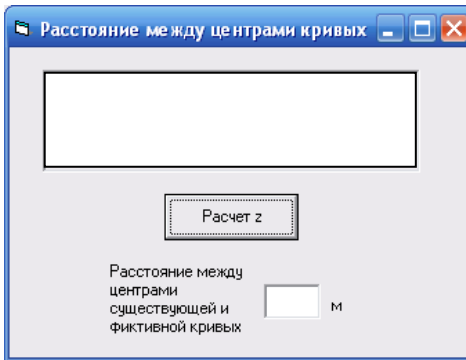 Расстояние между центрами кривых
Расчет z
Расстояние между
центрами
существующей и
фиктивной кривых
м